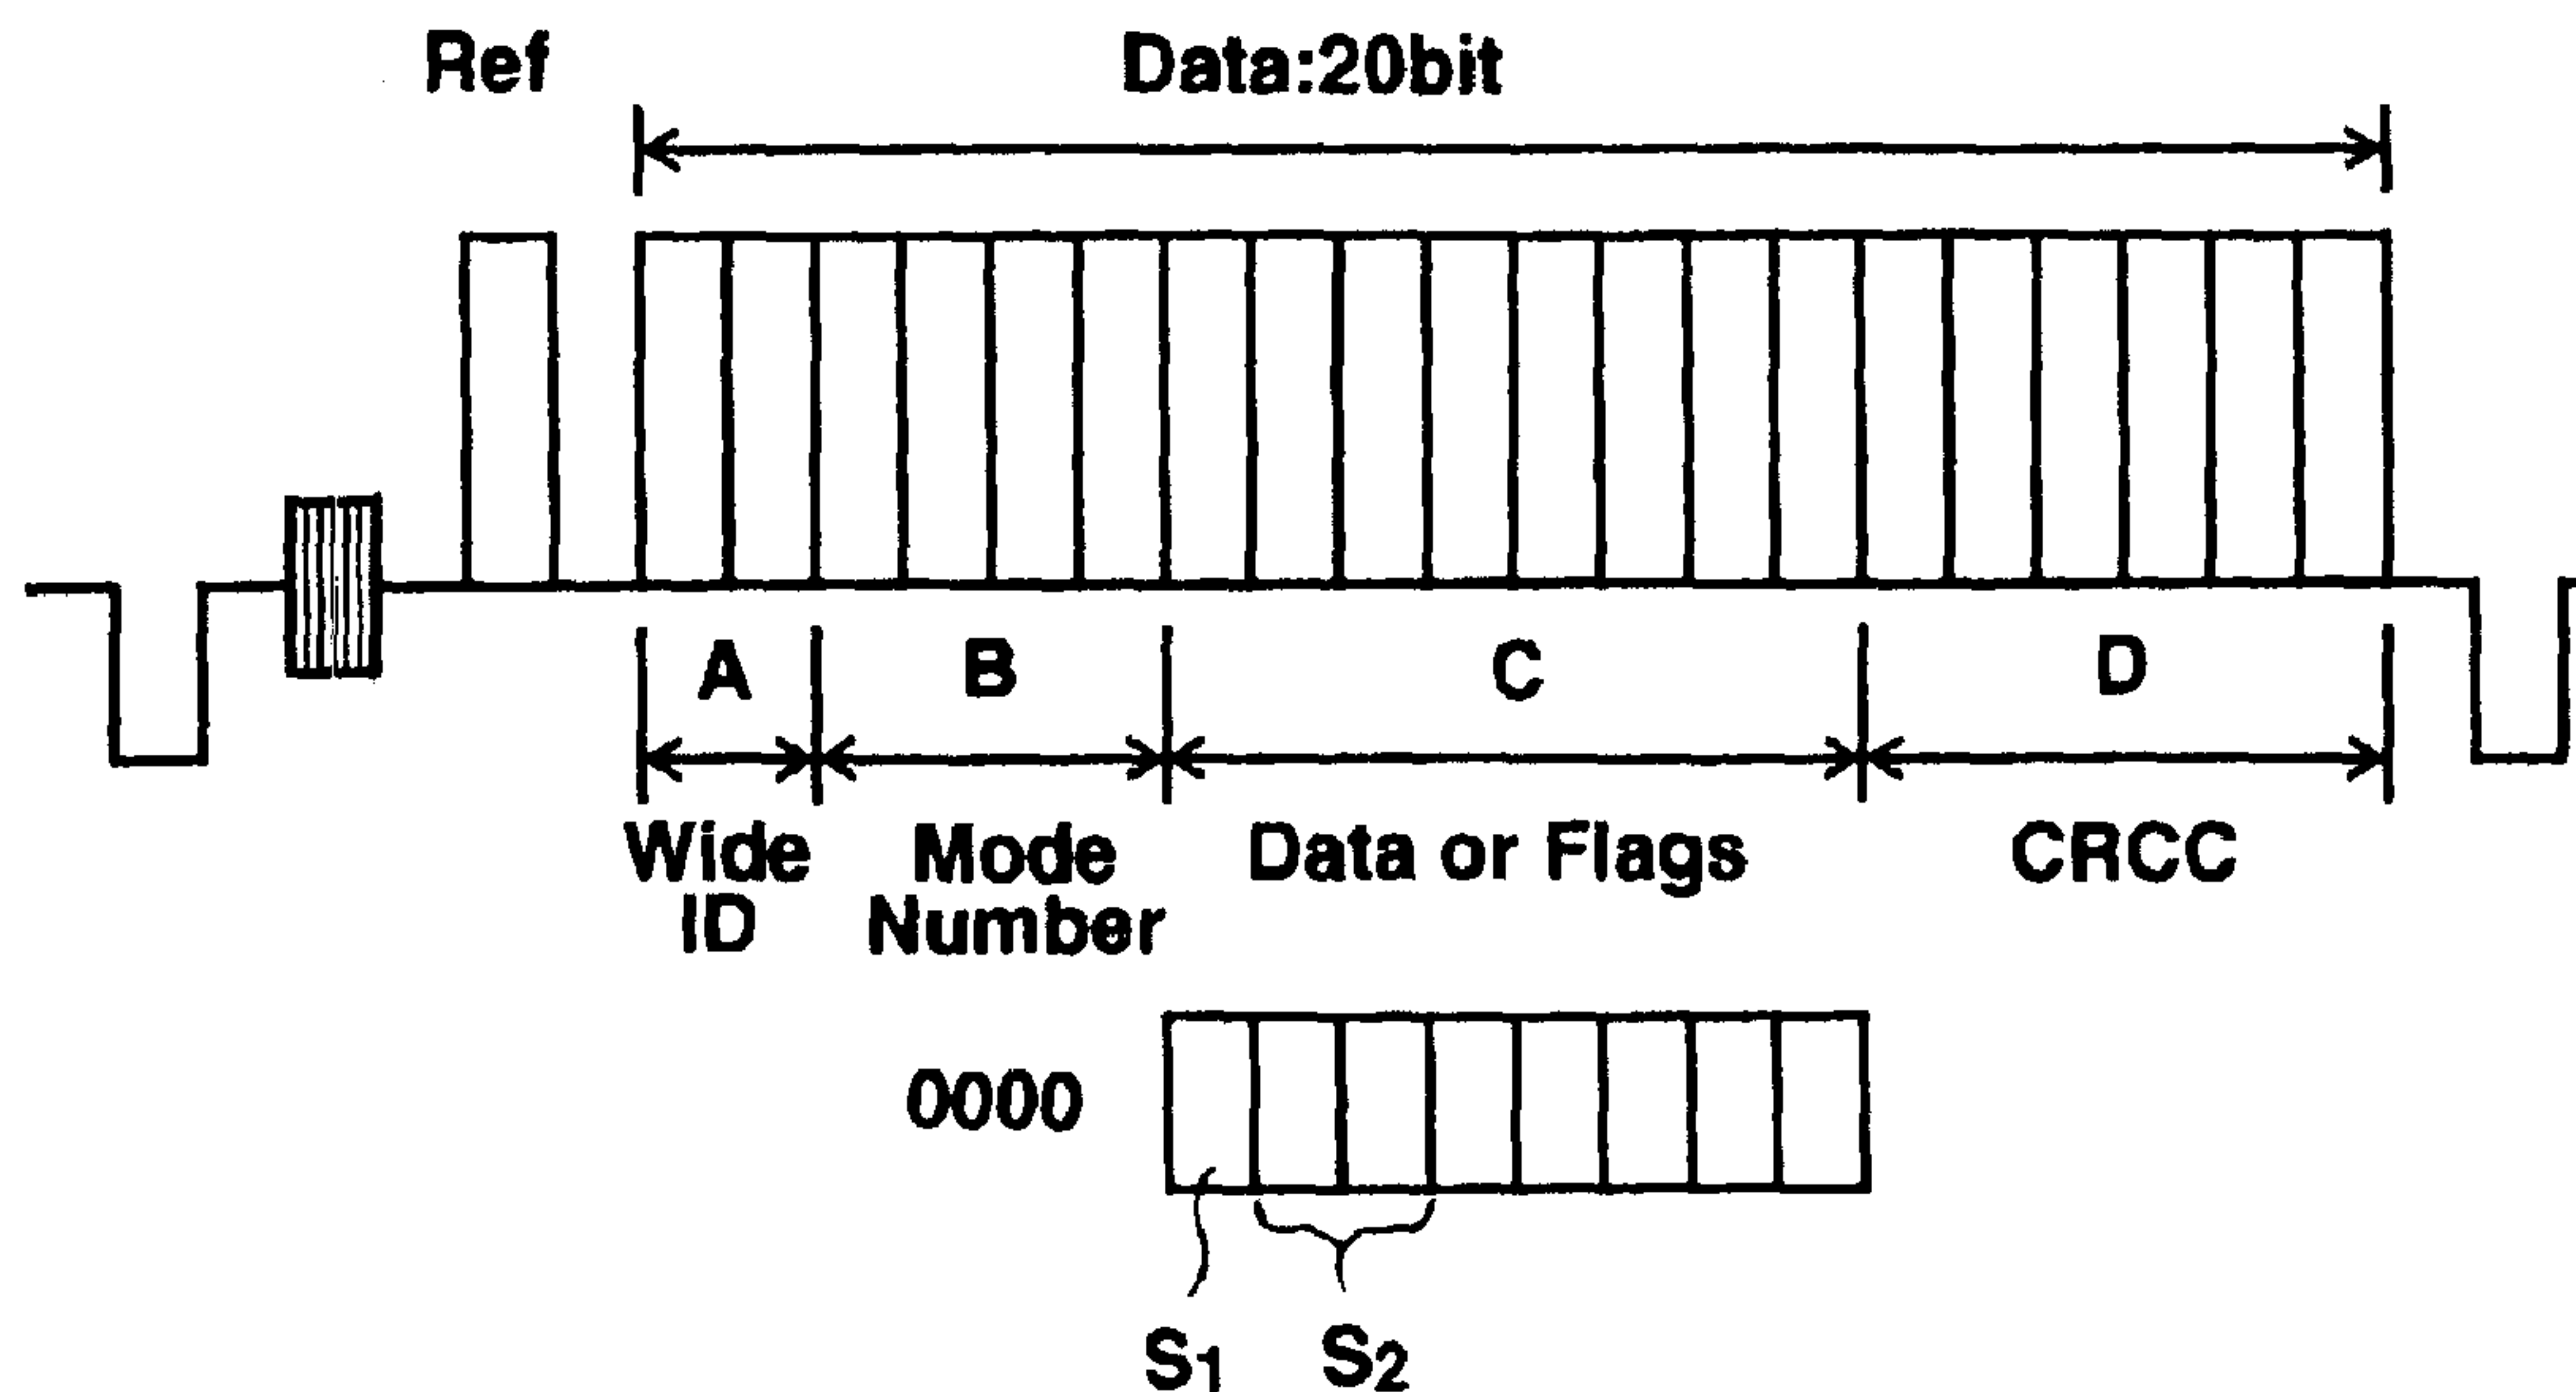 Ref
Data:20bit
A
B
C
D
Wide ID
Mode Number
Data or Flags
CRCC
0000
S1
S2